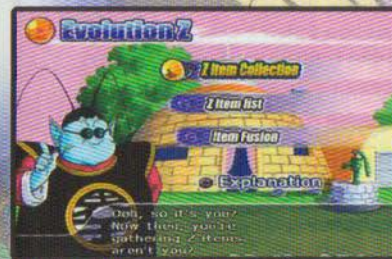 Evolution Z
Z Item Collection
Z Item list
Item Fusion
Explanation
Ooh, so it's you?
Now then, you're
gathering Z items,
aren't you?